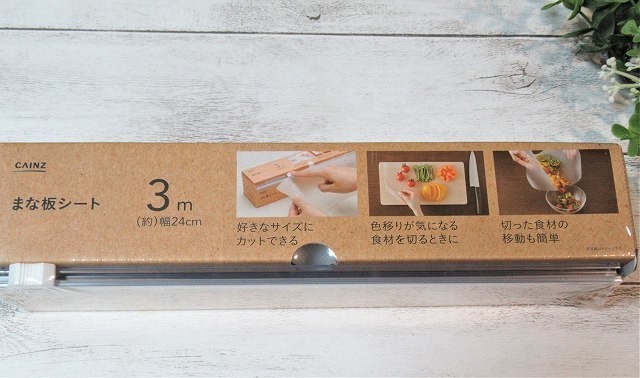 CAINZ
まな板シート
3m
(約)幅24cm
好きなサイズに
カットできる
色移りが気になる
食材を切るときに
切った食材の
移動も簡単